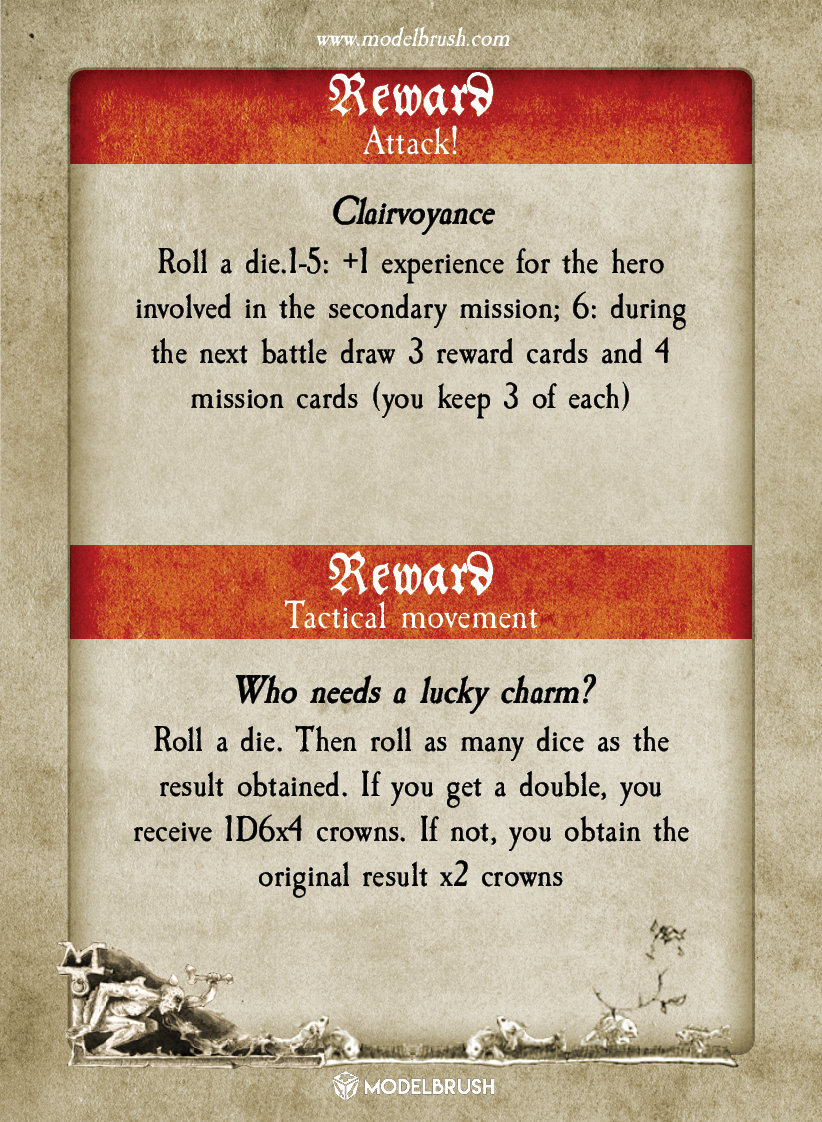 www.modelbrush.com
Reward
Attack!
Clairvoyance
Roll a die.1-5: +1 experience for the hero
involved in the secondary mission; 6: during
the next battle draw 3 reward cards and 4
mission cards (you keep 3 of each)
Reward
Tactical movement
Who needs a lucky charm?
Roll a die. Then roll as many dice as the
result obtained. If you get a double, you
receive 1D6x4 crowns. If not, you obtain the
original result x2 crowns
MODELBRUSH